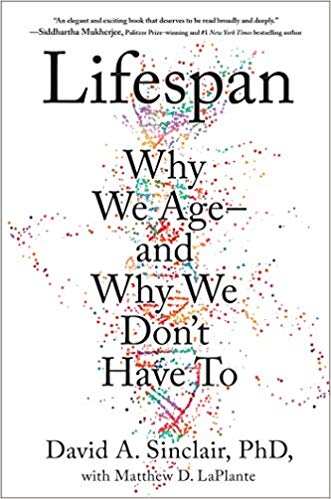 "An elegant and exciting book that deserves to be read broadly and deeply."
—Siddhartha Mukherjee, Pulitzer Prize–winning and #1 New York Times bestselling author
Lifespan
Why
We Age–
and
Why We
Don't
Have To
David A. Sinclair, PhD,
with Matthew D. LaPlante